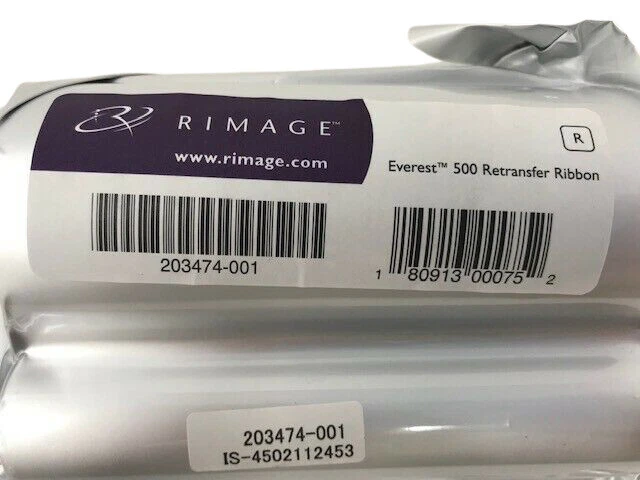 RIMAGE™
www.rimage.com
R
Everest™ 500 Retransfer Ribbon
203474-001
1 80913 00075 2
203474-001
IS-4502112453